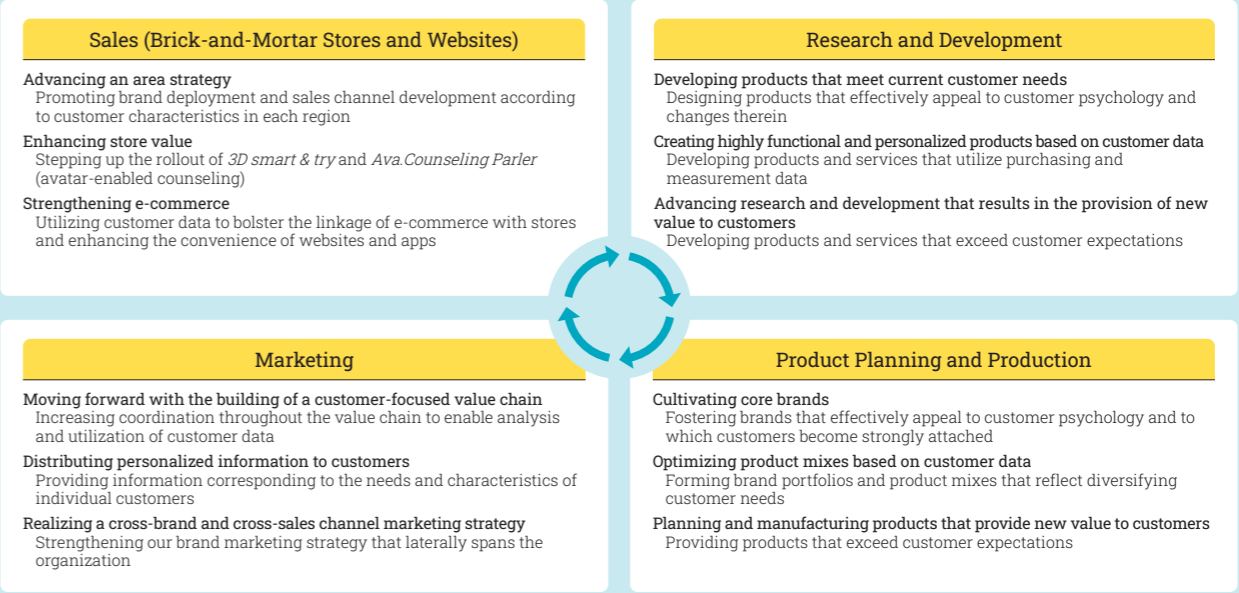 Sales (Brick-and-Mortar Stores and Websites)
Advancing an area strategy
Promoting brand deployment and sales channel development according
to customer characteristics in each region
Enhancing store value
Stepping up the rollout of 3D smart & try and Ava.Counseling Parler
(avatar-enabled counseling)
Strengthening e-commerce
Utilizing customer data to bolster the linkage of e-commerce with stores
and enhancing the convenience of websites and apps
Research and Development
Developing products that meet current customer needs
Designing products that effectively appeal to customer psychology and
changes therein
Creating highly functional and personalized products based on customer data
Developing products and services that utilize purchasing and
measurement data
Advancing research and development that results in the provision of new
value to customers
Developing products and services that exceed customer expectations
Marketing
Moving forward with the building of a customer-focused value chain
Increasing coordination throughout the value chain to enable analysis
and utilization of customer data
Distributing personalized information to customers
Providing information corresponding to the needs and characteristics of
individual customers
Realizing a cross-brand and cross-sales channel marketing strategy
Strengthening our brand marketing strategy that laterally spans the
organization
Product Planning and Production
Cultivating core brands
Fostering brands that effectively appeal to customer psychology and to
which customers become strongly attached
Optimizing product mixes based on customer data
Forming brand portfolios and product mixes that reflect diversifying
customer needs
Planning and manufacturing products that provide new value to customers
Providing products that exceed customer expectations